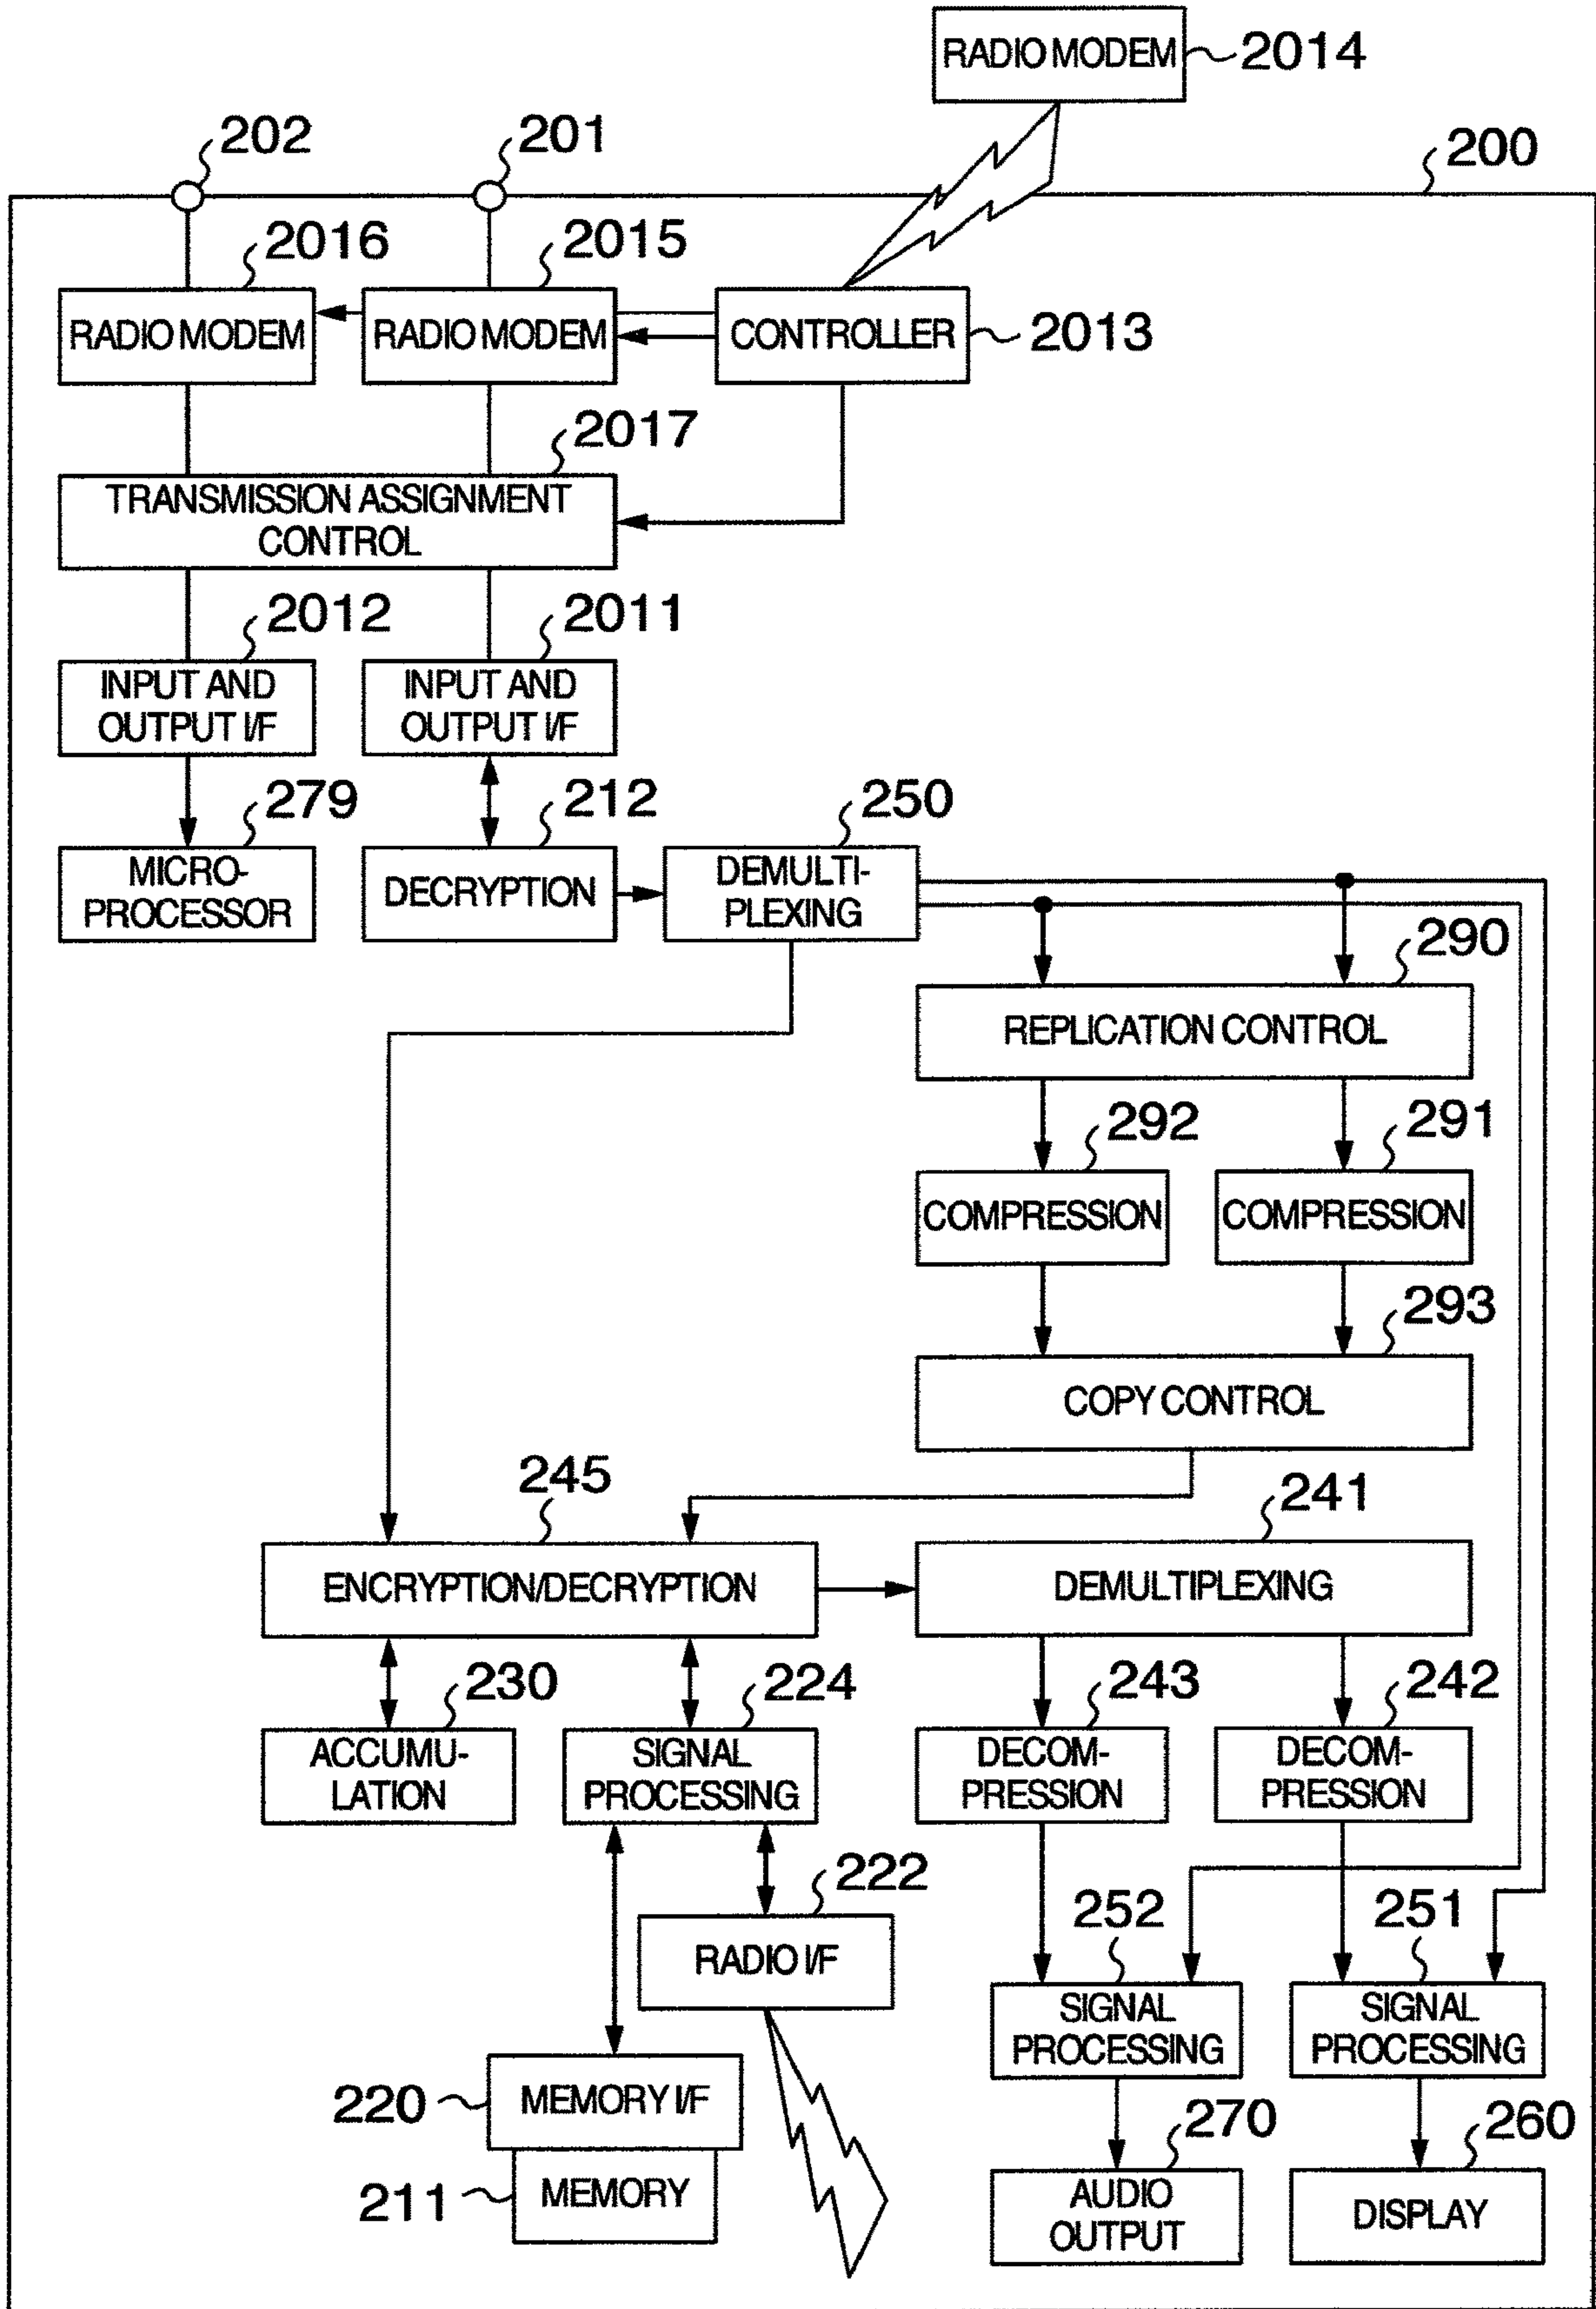 RADIO MODEM
2014
202
201
200
2016
2015
RADIO MODEM
RADIO MODEM
CONTROLLER
2013
2017
TRANSMISSION ASSIGNMENT
CONTROL
2012
2011
INPUT AND
OUTPUT I/F
INPUT AND
OUTPUT I/F
279
212
250
MICRO-
PROCESSOR
DECRYPTION
DEMULTI-
PLEXING
290
REPLICATION CONTROL
292
291
COMPRESSION
COMPRESSION
293
COPY CONTROL
245
241
ENCRYPTION/DECRYPTION
DEMULTIPLEXING
230
224
243
242
ACCUMU-
LATION
SIGNAL
PROCESSING
DECOM-
PRESSION
DECOM-
PRESSION
222
252
251
RADIO I/F
SIGNAL
PROCESSING
SIGNAL
PROCESSING
220
MEMORY I/F
270
260
211
MEMORY
AUDIO
OUTPUT
DISPLAY